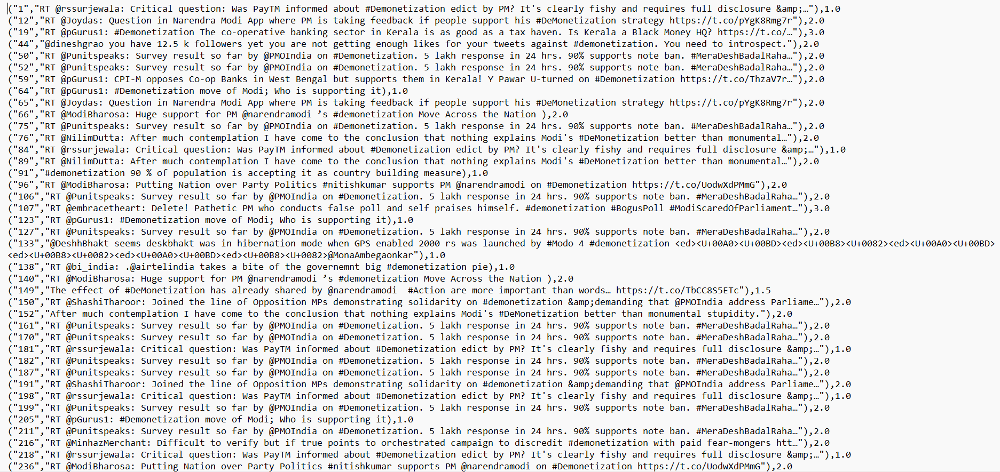 ("1","RT @rssurjewala: Critical question: Was PayTM informed about #Demonetization edict by PM? It's clearly fishy and requires full disclosure &amp;…"),1.0
("12","RT @Joydas: Question in Narendra Modi App where PM is taking feedback if people support his #DeMonetization strategy https://t.co/pYgK8Rmg7r"),2.0
("19","RT @pGurus1: #Demonetization The co-operative banking sector in Kerala is as good as a tax haven. Is Kerala a Black Money HQ? https://t.co/…"),3.0
("44","@dineshgrao you have 12.5 k followers yet you are not getting enough likes for your tweets against #demonetization. You need to introspect."),2.0
("50","RT @Punitspeaks: Survey result so far by @PMOIndia on #Demonetization. 5 lakh response in 24 hrs. 90% supports note ban. #MeraDeshBadalRaha…"),2.0
("52","RT @Punitspeaks: Survey result so far by @PMOIndia on #Demonetization. 5 lakh response in 24 hrs. 90% supports note ban. #MeraDeshBadalRaha…"),2.0
("59","RT @pGurus1: CPI-M opposes Co-op Banks in West Bengal but supports them in Kerala! Y Pawar U-turned on #Demonetization https://t.co/ThzaV7r…"),2.0
("64","RT @pGurus1: #Demonetization move of Modi; Who is supporting it),1.0
("65","RT @Joydas: Question in Narendra Modi App where PM is taking feedback if people support his #DeMonetization strategy https://t.co/pYgK8Rmg7r"),2.0
("66","RT @ModiBharosa: Huge support for PM @narendramodi ’s #demonetization Move Across the Nation ),2.0
("75","RT @Punitspeaks: Survey result so far by @PMOIndia on #Demonetization. 5 lakh response in 24 hrs. 90% supports note ban. #MeraDeshBadalRaha…"),2.0
("76","RT @NilimDutta: After much contemplation I have come to the conclusion that nothing explains Modi's #DeMonetization better than monumental…"),2.0
("84","RT @rssurjewala: Critical question: Was PayTM informed about #Demonetization edict by PM? It's clearly fishy and requires full disclosure &amp;…"),1.0
("89","RT @NilimDutta: After much contemplation I have come to the conclusion that nothing explains Modi's #DeMonetization better than monumental…"),2.0
("91","#demonetization 90 % of population is accepting it as country building measure),1.0
("96","RT @ModiBharosa: Putting Nation over Party Politics #nitishkumar supports PM @narendramodi on #Demonetization https://t.co/UodwXdPMmG"),2.0
("106","RT @Punitspeaks: Survey result so far by @PMOIndia on #Demonetization. 5 lakh response in 24 hrs. 90% supports note ban. #MeraDeshBadalRaha…"),2.0
("107","RT @embracetheart: Delete! Pathetic PM who conducts false poll and self praises himself. #demonetization #BogusPoll #ModiScaredOfParliament…"),3.0
("123","RT @pGurus1: #Demonetization move of Modi; Who is supporting it),1.0
("127","RT @Punitspeaks: Survey result so far by @PMOIndia on #Demonetization. 5 lakh response in 24 hrs. 90% supports note ban. #MeraDeshBadalRaha…"),2.0
("133","@DeshhBhakt seems deskbhakt was in hibernation mode when GPS enabled 2000 rs was launched by #Modo 4 #demonetization <ed><U+00A0><U+00BD><ed><U+00B8><U+0082><ed><U+00A0><U+00BD>
<ed><U+00B8><U+0082><ed><U+00A0><U+00BD><ed><U+00B8><U+0082>@MonaAmbegaonkar"),1.0
("138","RT @bi_india: .@airtelindia takes a bite of the governemnt big #demonetization pie),1.0
("140","RT @ModiBharosa: Huge support for PM @narendramodi ’s #demonetization Move Across the Nation ),2.0
("149","The effect of #DeMonetization has already shared by @narendramodi  #Action are more important than words… https://t.co/TbCC8S5ETc"),1.5
("150","RT @ShashiTharoor: Joined the line of Opposition MPs demonstrating solidarity on #demonetization &amp;demanding that @PMOIndia address Parliame…"),2.0
("152","After much contemplation I have come to the conclusion that nothing explains Modi's #DeMonetization better than monumental stupidity."),2.0
("161","RT @Punitspeaks: Survey result so far by @PMOIndia on #Demonetization. 5 lakh response in 24 hrs. 90% supports note ban. #MeraDeshBadalRaha…"),2.0
("170","RT @Punitspeaks: Survey result so far by @PMOIndia on #Demonetization. 5 lakh response in 24 hrs. 90% supports note ban. #MeraDeshBadalRaha…"),2.0
("181","RT @rssurjewala: Critical question: Was PayTM informed about #Demonetization edict by PM? It's clearly fishy and requires full disclosure &amp;…"),1.0
("182","RT @Punitspeaks: Survey result so far by @PMOIndia on #Demonetization. 5 lakh response in 24 hrs. 90% supports note ban. #MeraDeshBadalRaha…"),2.0
("187","RT @Punitspeaks: Survey result so far by @PMOIndia on #Demonetization. 5 lakh response in 24 hrs. 90% supports note ban. #MeraDeshBadalRaha…"),2.0
("191","RT @ShashiTharoor: Joined the line of Opposition MPs demonstrating solidarity on #demonetization &amp;demanding that @PMOIndia address Parliame…"),2.0
("198","RT @rssurjewala: Critical question: Was PayTM informed about #Demonetization edict by PM? It's clearly fishy and requires full disclosure &amp;…"),1.0
("199","RT @Punitspeaks: Survey result so far by @PMOIndia on #Demonetization. 5 lakh response in 24 hrs. 90% supports note ban. #MeraDeshBadalRaha…"),2.0
("205","RT @pGurus1: #Demonetization move of Modi; Who is supporting it),1.0
("211","RT @Punitspeaks: Survey result so far by @PMOIndia on #Demonetization. 5 lakh response in 24 hrs. 90% supports note ban. #MeraDeshBadalRaha…"),2.0
("216","RT @MinhazMerchant: Difficult to verify but if true points to orchestrated campaign to discredit #demonetization with paid fear-mongers htt…"),2.0
("218","RT @rssurjewala: Critical question: Was PayTM informed about #Demonetization edict by PM? It's clearly fishy and requires full disclosure &amp;…"),1.0
("236","RT @ModiBharosa: Putting Nation over Party Politics #nitishkumar supports PM @narendramodi on #Demonetization https://t.co/UodwXdPMmG"),2.0